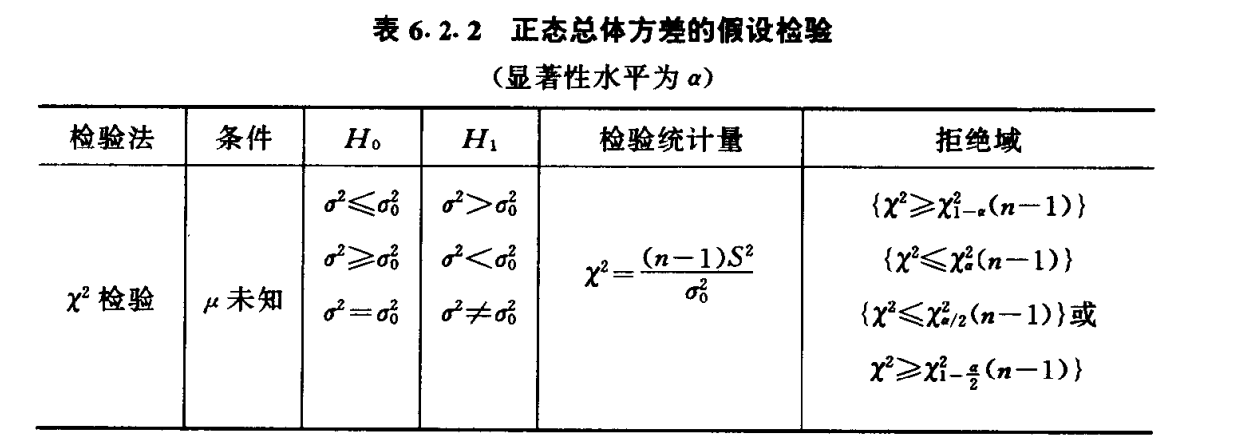 表 6.2.2 正态总体方差的假设检验
（显著性水平为 α）
检验法 条件 H₀ H₁ 检验统计量 拒绝域
χ² 检验 μ 未知
σ²≤σ₀² σ²>σ₀² {χ²≥χ²₁₋α(n－1)}
σ²≥σ₀² σ²<σ₀² {χ²≤χ²α(n－1)}
χ²=(n－1)S²/σ₀²
σ²=σ₀² σ²≠σ₀² {χ²≤χ²α/₂(n－1)}或
χ²≥χ²₁₋α/₂(n－1)}